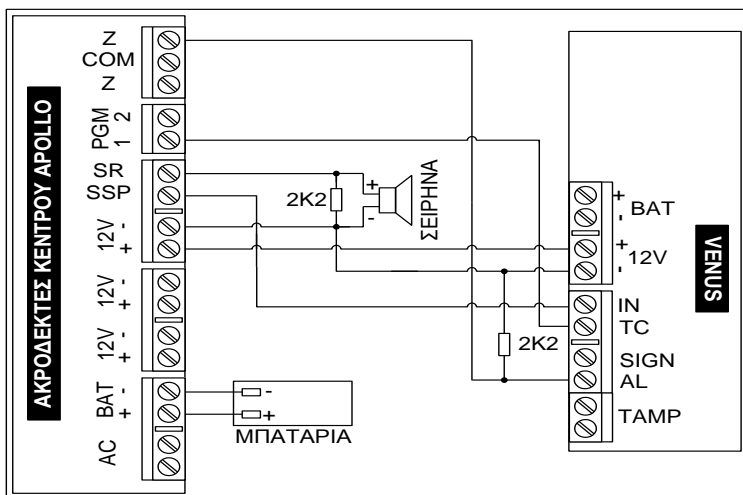 ΑΚΡΟΔΕΚΤΕΣ ΚΕΝΤΡΟΥ APOLLO
Z
COM
Z
PGM
2
1
SR
SSP
12V
-
+
12V
-
+
12V
-
+
BAT
-
+
AC
2K2
+
-
ΣΕΙΡΗΝΑ
-
+
ΜΠΑΤΑΡΙΑ
2K2
+
-
BAT
+
-
12V
IN
TC
SIGN
AL
TAMP
VENUS